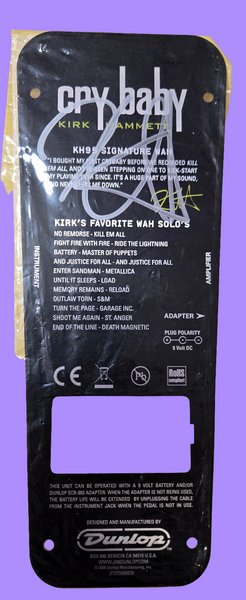 cry baby
KIRK HAMMETT
KH95 SIGNATURE WAH
"I BOUGHT MY FIRST CRYBABY BEFORE WE RECORDED KILL
'EM ALL, AND I'VE BEEN STEPPING ON ONE TO KICK-START
MY PLAYING EVER SINCE. IT'S A HUGE PART OF MY SOUND,
AND NEVER LETS ME DOWN."
KIRK'S FAVORITE WAH SOLO'S
NO REMORSE - KILL EM ALL
FIGHT FIRE WITH FIRE - RIDE THE LIGHTNING
BATTERY - MASTER OF PUPPETS
AND JUSTICE FOR ALL - AND JUSTICE FOR ALL
ENTER SANDMAN - METALLICA
UNTIL IT SLEEPS - LOAD
MEMORY REMAINS - RELOAD
OUTLAW TORN - S&M
TURN THE PAGE - GARAGE INC.
SHOOT ME AGAIN - ST. ANGER
END OF THE LINE - DEATH MAGNETIC
INSTRUMENT
AMPLIFIER
ADAPTER
PLUG POLARITY
9 Volt DC
CE
RoHS
compliant
THIS UNIT CAN BE OPERATED WITH A 9 VOLT BATTERY AND/OR
DUNLOP ECB-003 ADAPTER. WHEN THE ADAPTER IS NOT BEING USED,
THE BATTERY LIFE WILL BE EXTENDED BY UNPLUGGING THE CABLE
FROM THE INSTRUMENT JACK WHEN THE PEDAL IS NOT IN USE.
DESIGNED AND MANUFACTURED BY
Dunlop
BOX 846 BENICIA CA 94510 U.S.A.
WWW.JIMDUNLOP.COM